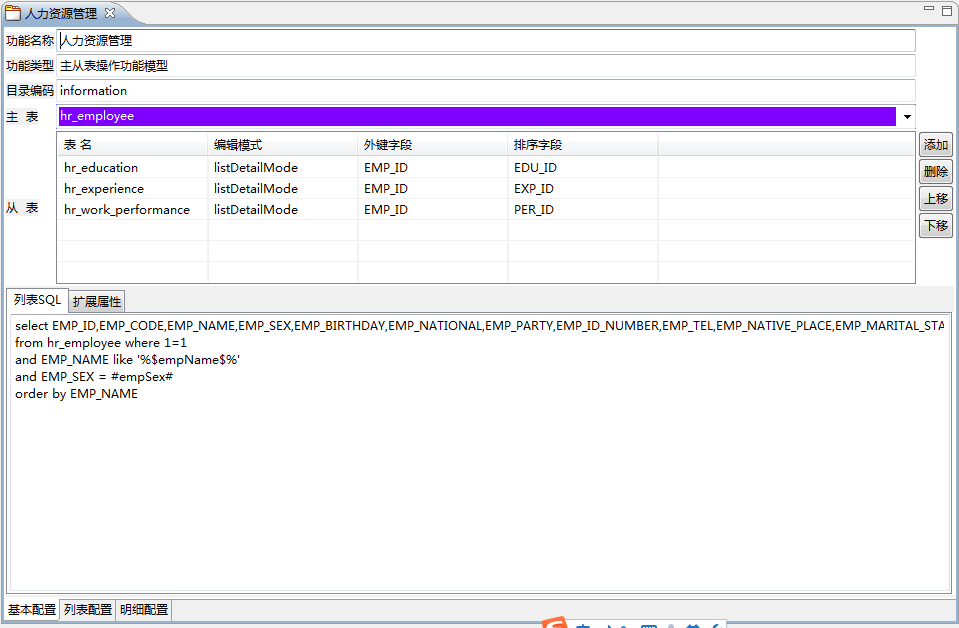 人力资源管理
功能名称 人力资源管理
功能类型 主从表操作功能模型
目录编码 information
主 表 hr_employee
表 名 编辑模式 外键字段 排序字段
添加
hr_education listDetailMode EMP_ID EDU_ID
删除
hr_experience listDetailMode EMP_ID EXP_ID
上移
从 表 hr_work_performance listDetailMode EMP_ID PER_ID
下移
列表SQL 扩展属性
select EMP_ID,EMP_CODE,EMP_NAME,EMP_SEX,EMP_BIRTHDAY,EMP_NATIONAL,EMP_PARTY,EMP_ID_NUMBER,EMP_TEL,EMP_NATIVE_PLACE,EMP_MARITAL_STA
from hr_employee where 1=1
and EMP_NAME like '%$empName$%'
and EMP_SEX = #empSex#
order by EMP_NAME
基本配置 列表配置 明细配置